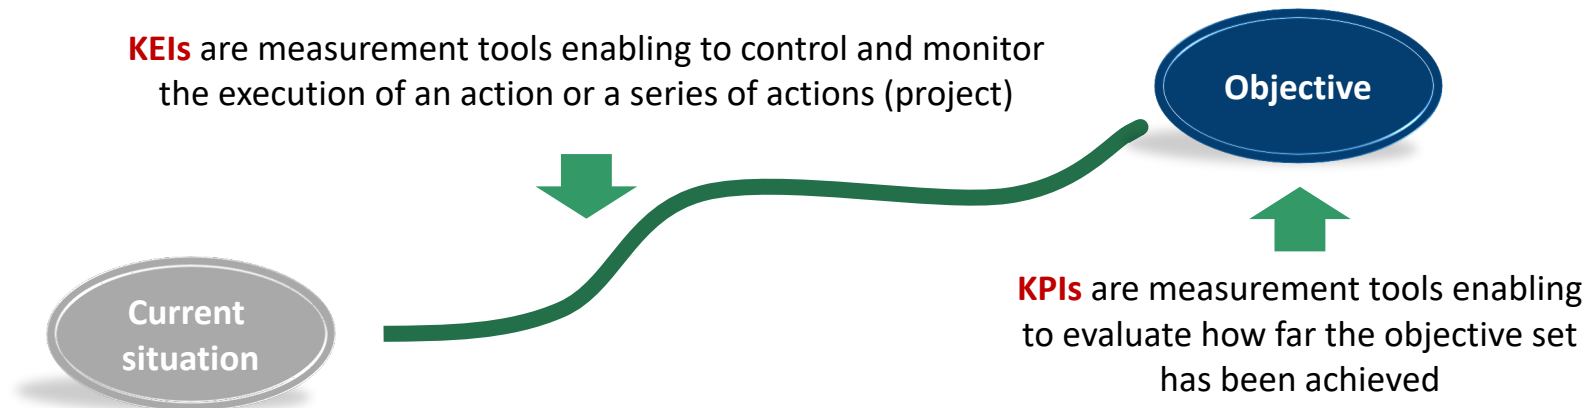 KEIs are measurement tools enabling to control and monitor
the execution of an action or a series of actions (project)
Objective
Current
situation
KPIs are measurement tools enabling
to evaluate how far the objective set
has been achieved